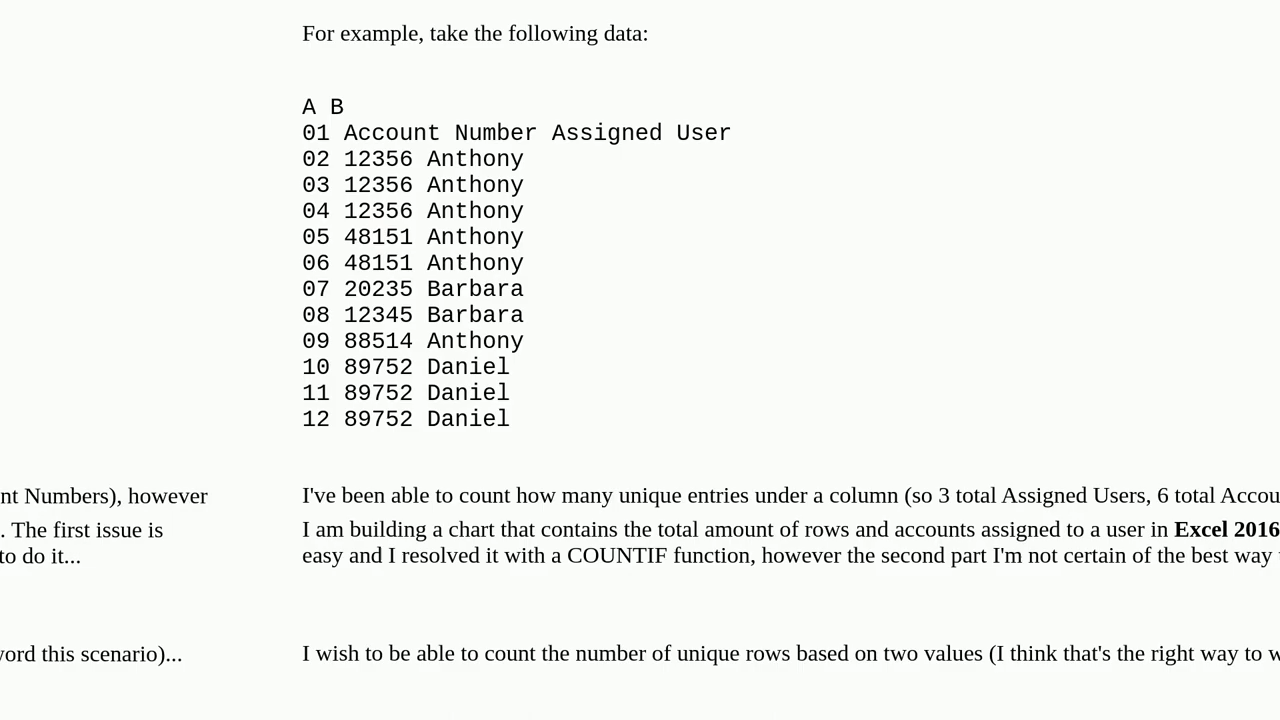 For example, take the following data:
A B
01 Account Number Assigned User
02 12356 Anthony
03 12356 Anthony
04 12356 Anthony
05 48151 Anthony
06 48151 Anthony
07 20235 Barbara
08 12345 Barbara
09 88514 Anthony
10 89752 Daniel
11 89752 Daniel
12 89752 Daniel
nt Numbers), however
I've been able to count how many unique entries under a column (so 3 total Assigned Users, 6 total Accou
. The first issue is
I am building a chart that contains the total amount of rows and accounts assigned to a user in Excel 2016
to do it...
easy and I resolved it with a COUNTIF function, however the second part I'm not certain of the best way
word this scenario)...
I wish to be able to count the number of unique rows based on two values (I think that's the right way to w